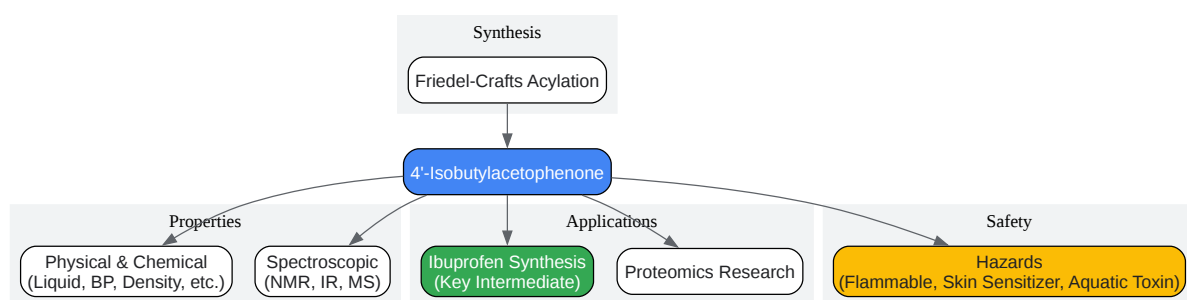 Synthesis
Friedel-Crafts Acylation
4'-Isobutylacetophenone
Properties
Physical & Chemical
(Liquid, BP, Density, etc.)
Spectroscopic
(NMR, IR, MS)
Applications
Ibuprofen Synthesis
(Key Intermediate)
Proteomics Research
Safety
Hazards
(Flammable, Skin Sensitizer, Aquatic Toxin)